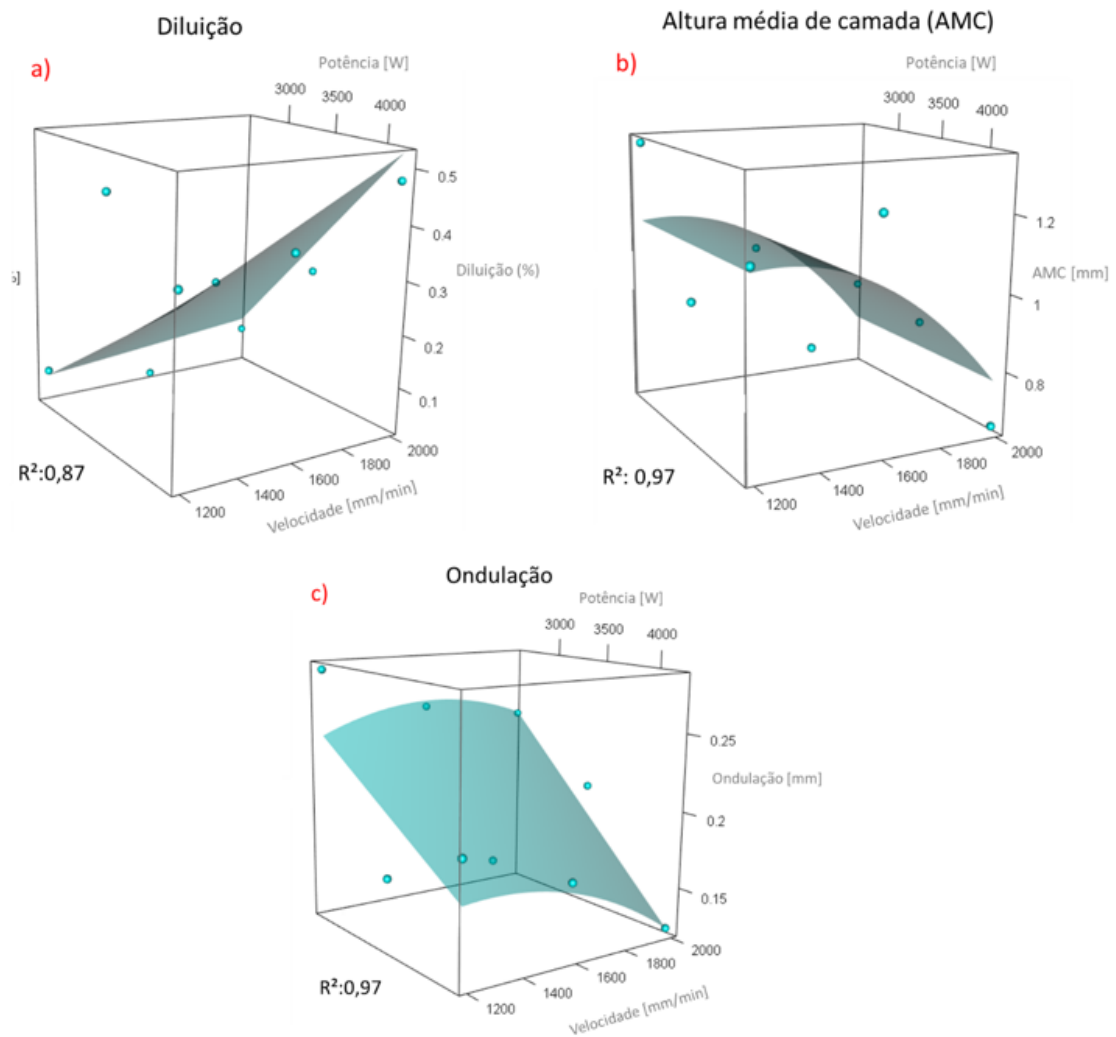 Diluição
a)
Potência [W]
3000
3500
4000
0.5
0.4
0.3
0.2
0.1
Diluição (%)
2000
1800
1600
1400
1200
Velocidade [mm/min]
R²:0,87
Altura média de camada (AMC)
b)
Potência [W]
3000
3500
4000
1.2
1
0.8
AMC [mm]
2000
1800
1600
1400
1200
Velocidade [mm/min]
R²: 0,97
Ondulação
c)
Potência [W]
3000
3500
4000
0.25
0.2
0.15
Ondulação [mm]
2000
1800
1600
1400
1200
Velocidade [mm/min]
R²:0,97